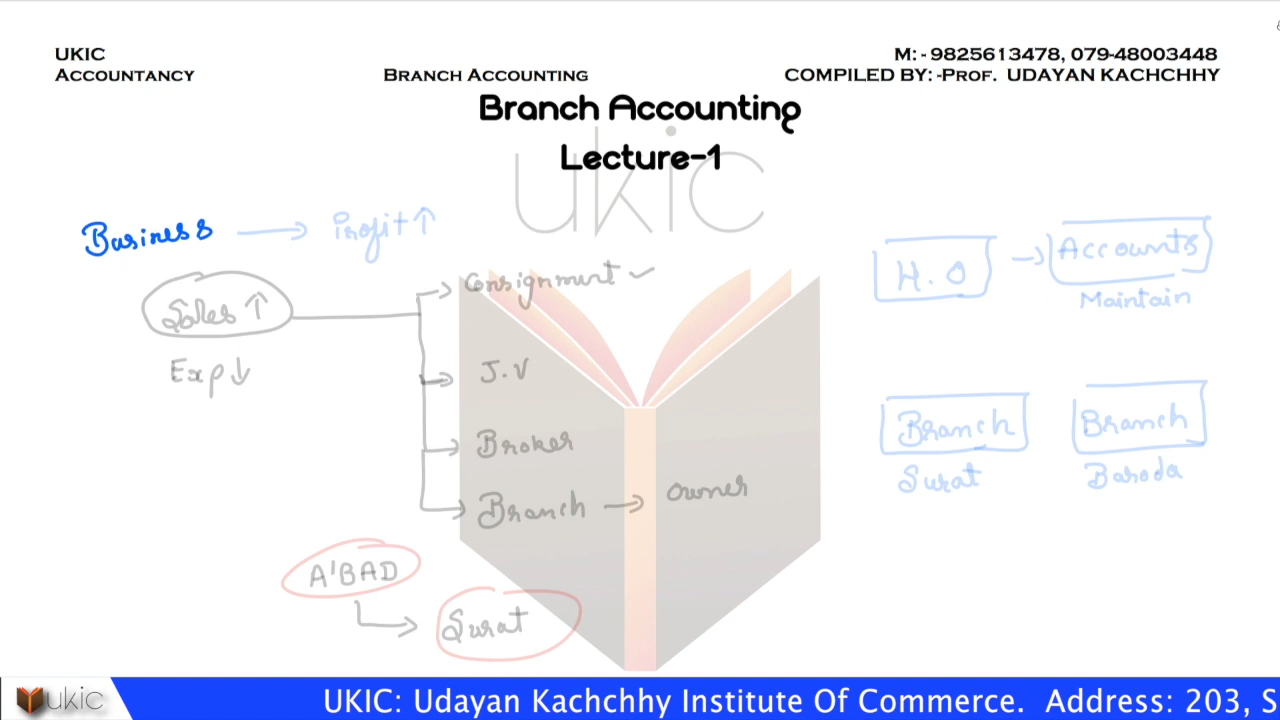 UKIC
ACCOUNTANCY
BRANCH ACCOUNTING
M: - 9825613478, 079-48003448
COMPILED BY: -PROF. UDAYAN KACHCHHY
Branch Accounting
Lecture-1
ukic
Business → Profit ↑
Sales ↑
Exp ↓
Consignment ✓
J.V
Broker
Branch → owner
A'BAD
Surat
H.O → Accounts
Maintain
Branch Branch
Surat Baroda
ukic
UKIC: Udayan Kachchhy Institute Of Commerce. Address: 203, S